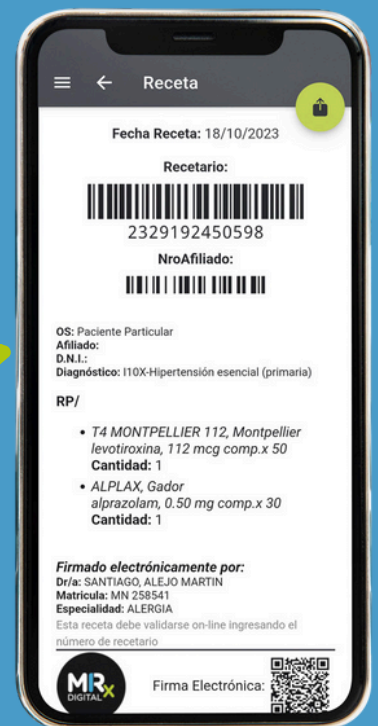 Receta
Fecha Receta: 18/10/2023
Recetario:
2329192450598
NroAfiliado:
OS: Paciente Particular
Afiliado:
D.N.I.:
Diagnóstico: I10X-Hipertensión esencial (primaria)
RP/
• T4 MONTPELLIER 112, Montpellier
levotiroxina, 112 mcg comp.x 50
Cantidad: 1
• ALPLAX, Gador
alprazolam, 0.50 mg comp.x 30
Cantidad: 1
Firmado electrónicamente por:
Dr/a: SANTIAGO, ALEJO MARTIN
Matricula: MN 258541
Especialidad: ALERGIA
Esta receta debe validarse on-line ingresando el
número de recetario
MRx
DIGITAL
Firma Electrónica: